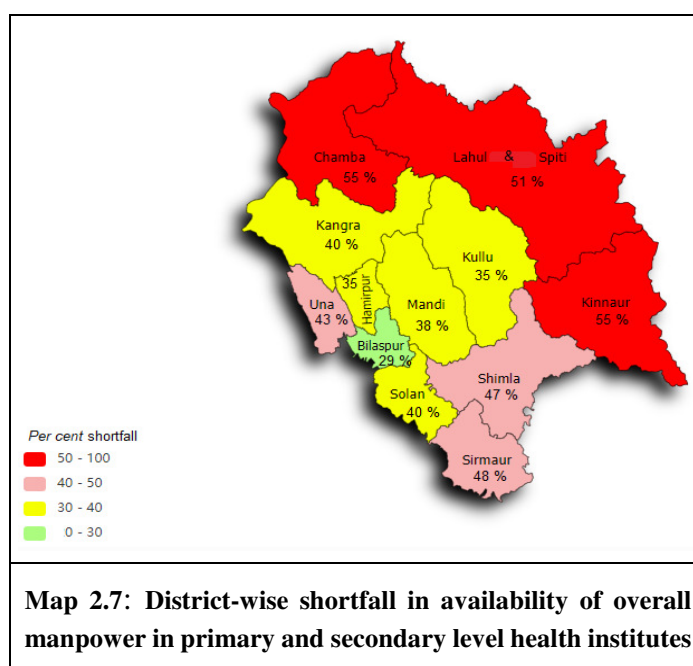 Chamba
55 %
Lahul & Spiti
51 %
Kangra
40 %
Kullu
35 %
Kinnaur
55 %
Una
43 %
35
Hamirpur
Mandi
38 %
Bilaspur
29 %
Shimla
47 %
Solan
40 %
Sirmaur
48 %
Per cent shortfall
50 - 100
40 - 50
30 - 40
0 - 30
Map 2.7: District-wise shortfall in availability of overall
manpower in primary and secondary level health institutes